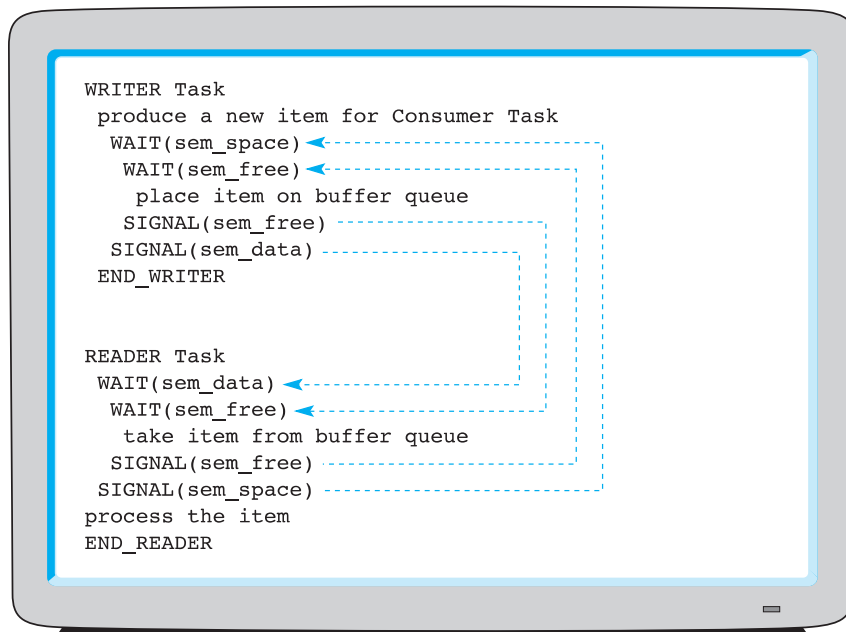 WRITER Task
produce a new item for Consumer Task
WAIT(sem_space)
WAIT(sem_free)
place item on buffer queue
SIGNAL(sem_free)
SIGNAL(sem_data)
END_WRITER
READER Task
WAIT(sem_data)
WAIT(sem_free)
take item from buffer queue
SIGNAL(sem_free)
SIGNAL(sem_space)
process the item
END_READER